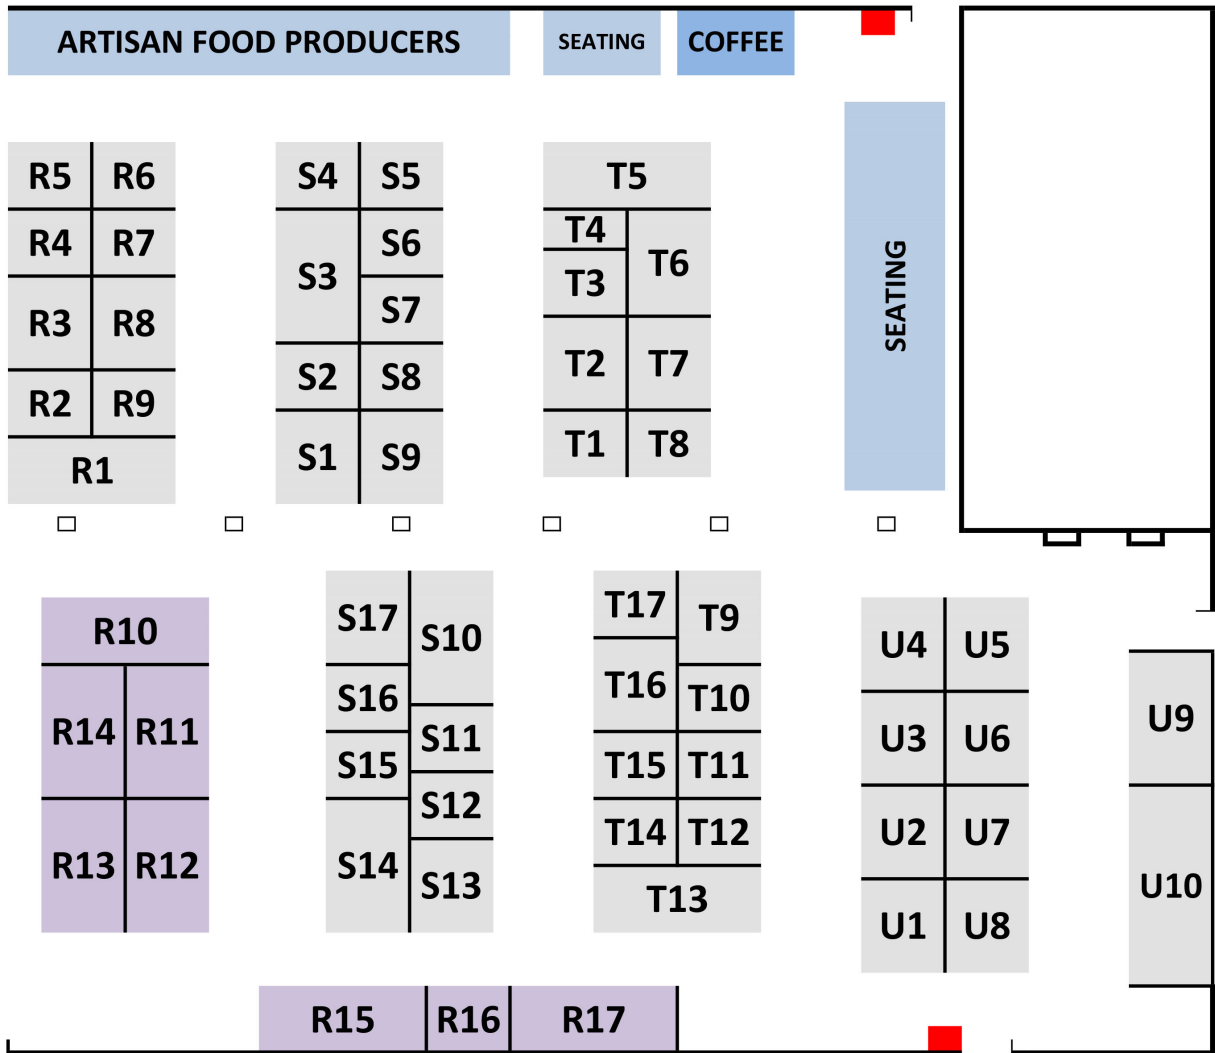 ARTISAN FOOD PRODUCERS
SEATING
COFFEE
R5 R6
R4 R7
R3 R8
R2 R9
R1
S4 S5
S3 S6
S7
S2 S8
S1 S9
T5
T4
T3 T6
T2 T7
T1 T8
SEATING
R10
R14 R11
R13 R12
S17 S10
S16
S15 S11
S12
S14 S13
T17 T9
T16 T10
T15 T11
T14 T12
T13
U4 U5
U3 U6
U2 U7
U1 U8
U9
U10
R15 R16 R17